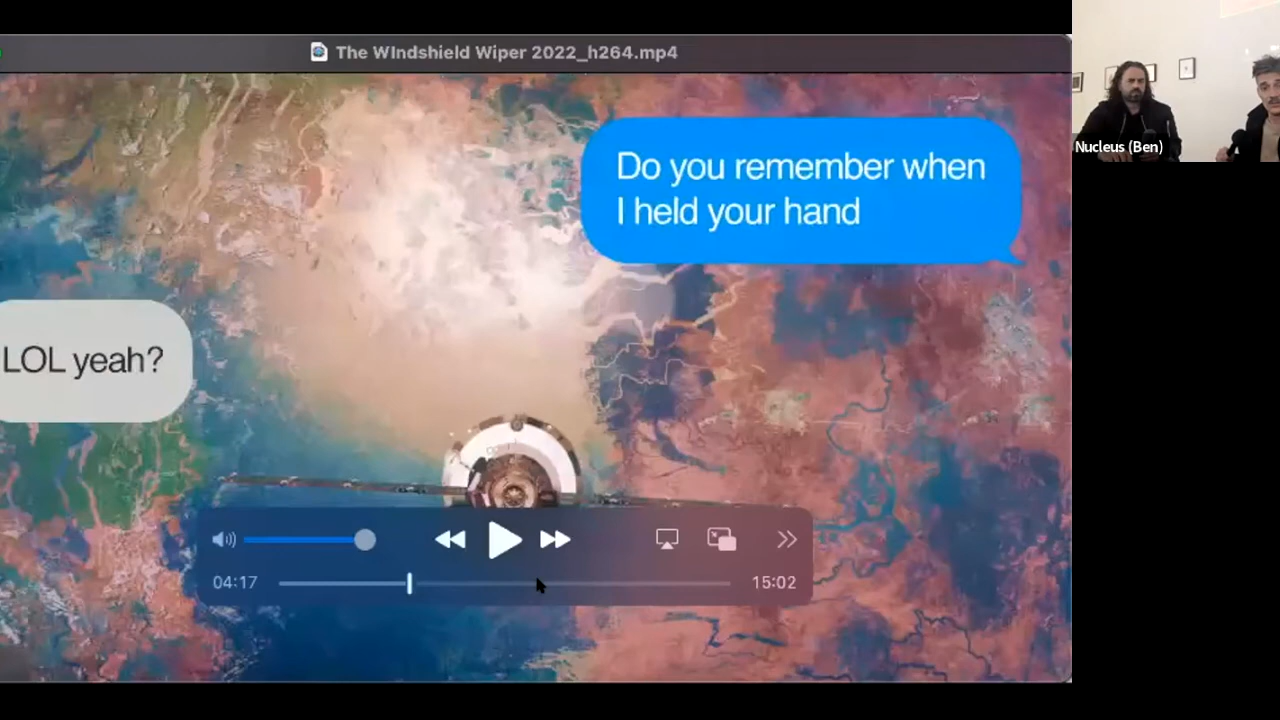 The WIndshield Wiper 2022_h264.mp4
Do you remember when
I held your hand
LOL yeah?
04:17
15:02
Nucleus (Ben)